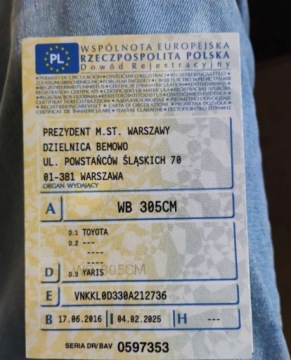 WSPÓLNOTA EUROPEJSKA
PL
RZECZPOSPOLITA POLSKA
Dowód Rejestracyjny
PREZYDENT M.ST. WARSZAWY
DZIELNICA BEMOWO
UL. POWSTAŃCÓW ŚLĄSKICH 70
01-381 WARSZAWA
ORGAN WYDAJĄCY
A WB 305CM
D.1 TOYOTA
D.2 ---
----
----
D D.3 YARIS
E VNKKL0D330A212736
B 17.06.2016 I 04.02.2025 H ---
SERIA DR/BAV 0597353